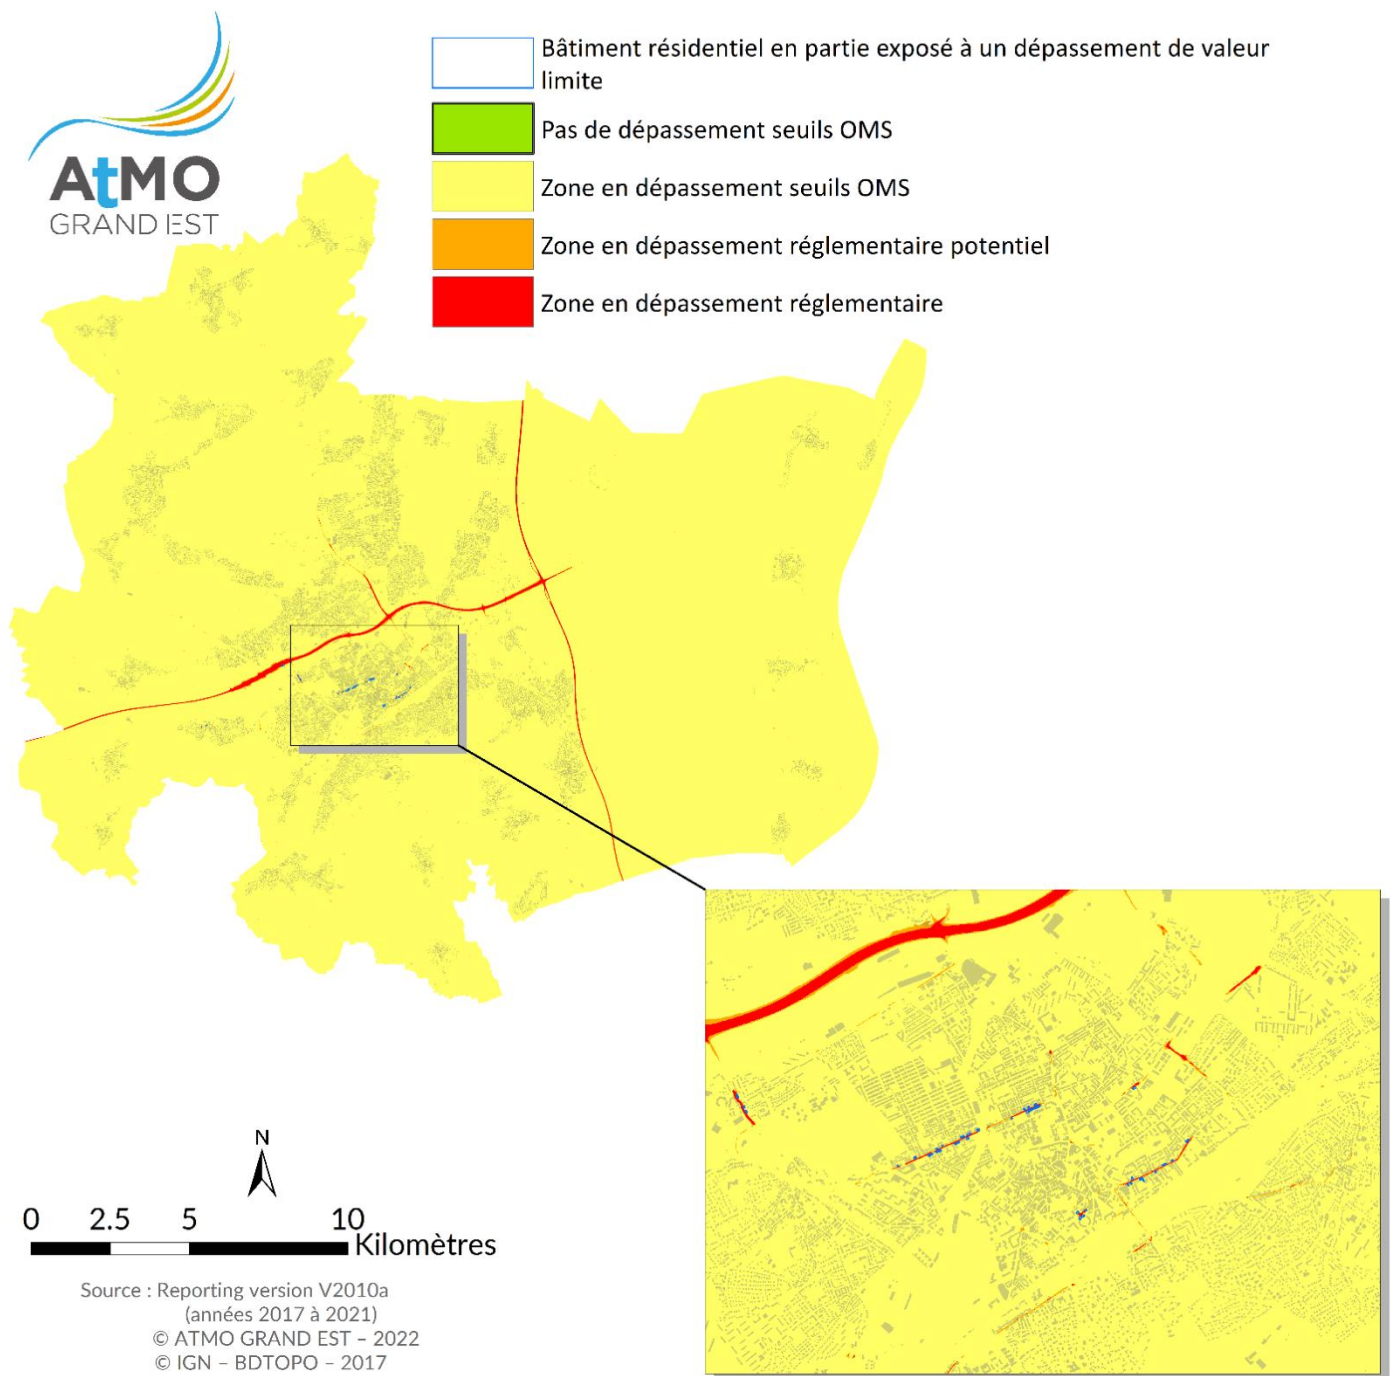 AtMO
GRAND EST
Bâtiment résidentiel en partie exposé à un dépassement de valeur
limite
Pas de dépassement seuils OMS
Zone en dépassement seuils OMS
Zone en dépassement réglementaire potentiel
Zone en dépassement réglementaire
N
0 2.5 5 10
Kilomètres
Source : Reporting version V2010a
(années 2017 à 2021)
© ATMO GRAND EST – 2022
© IGN – BDTOPO – 2017